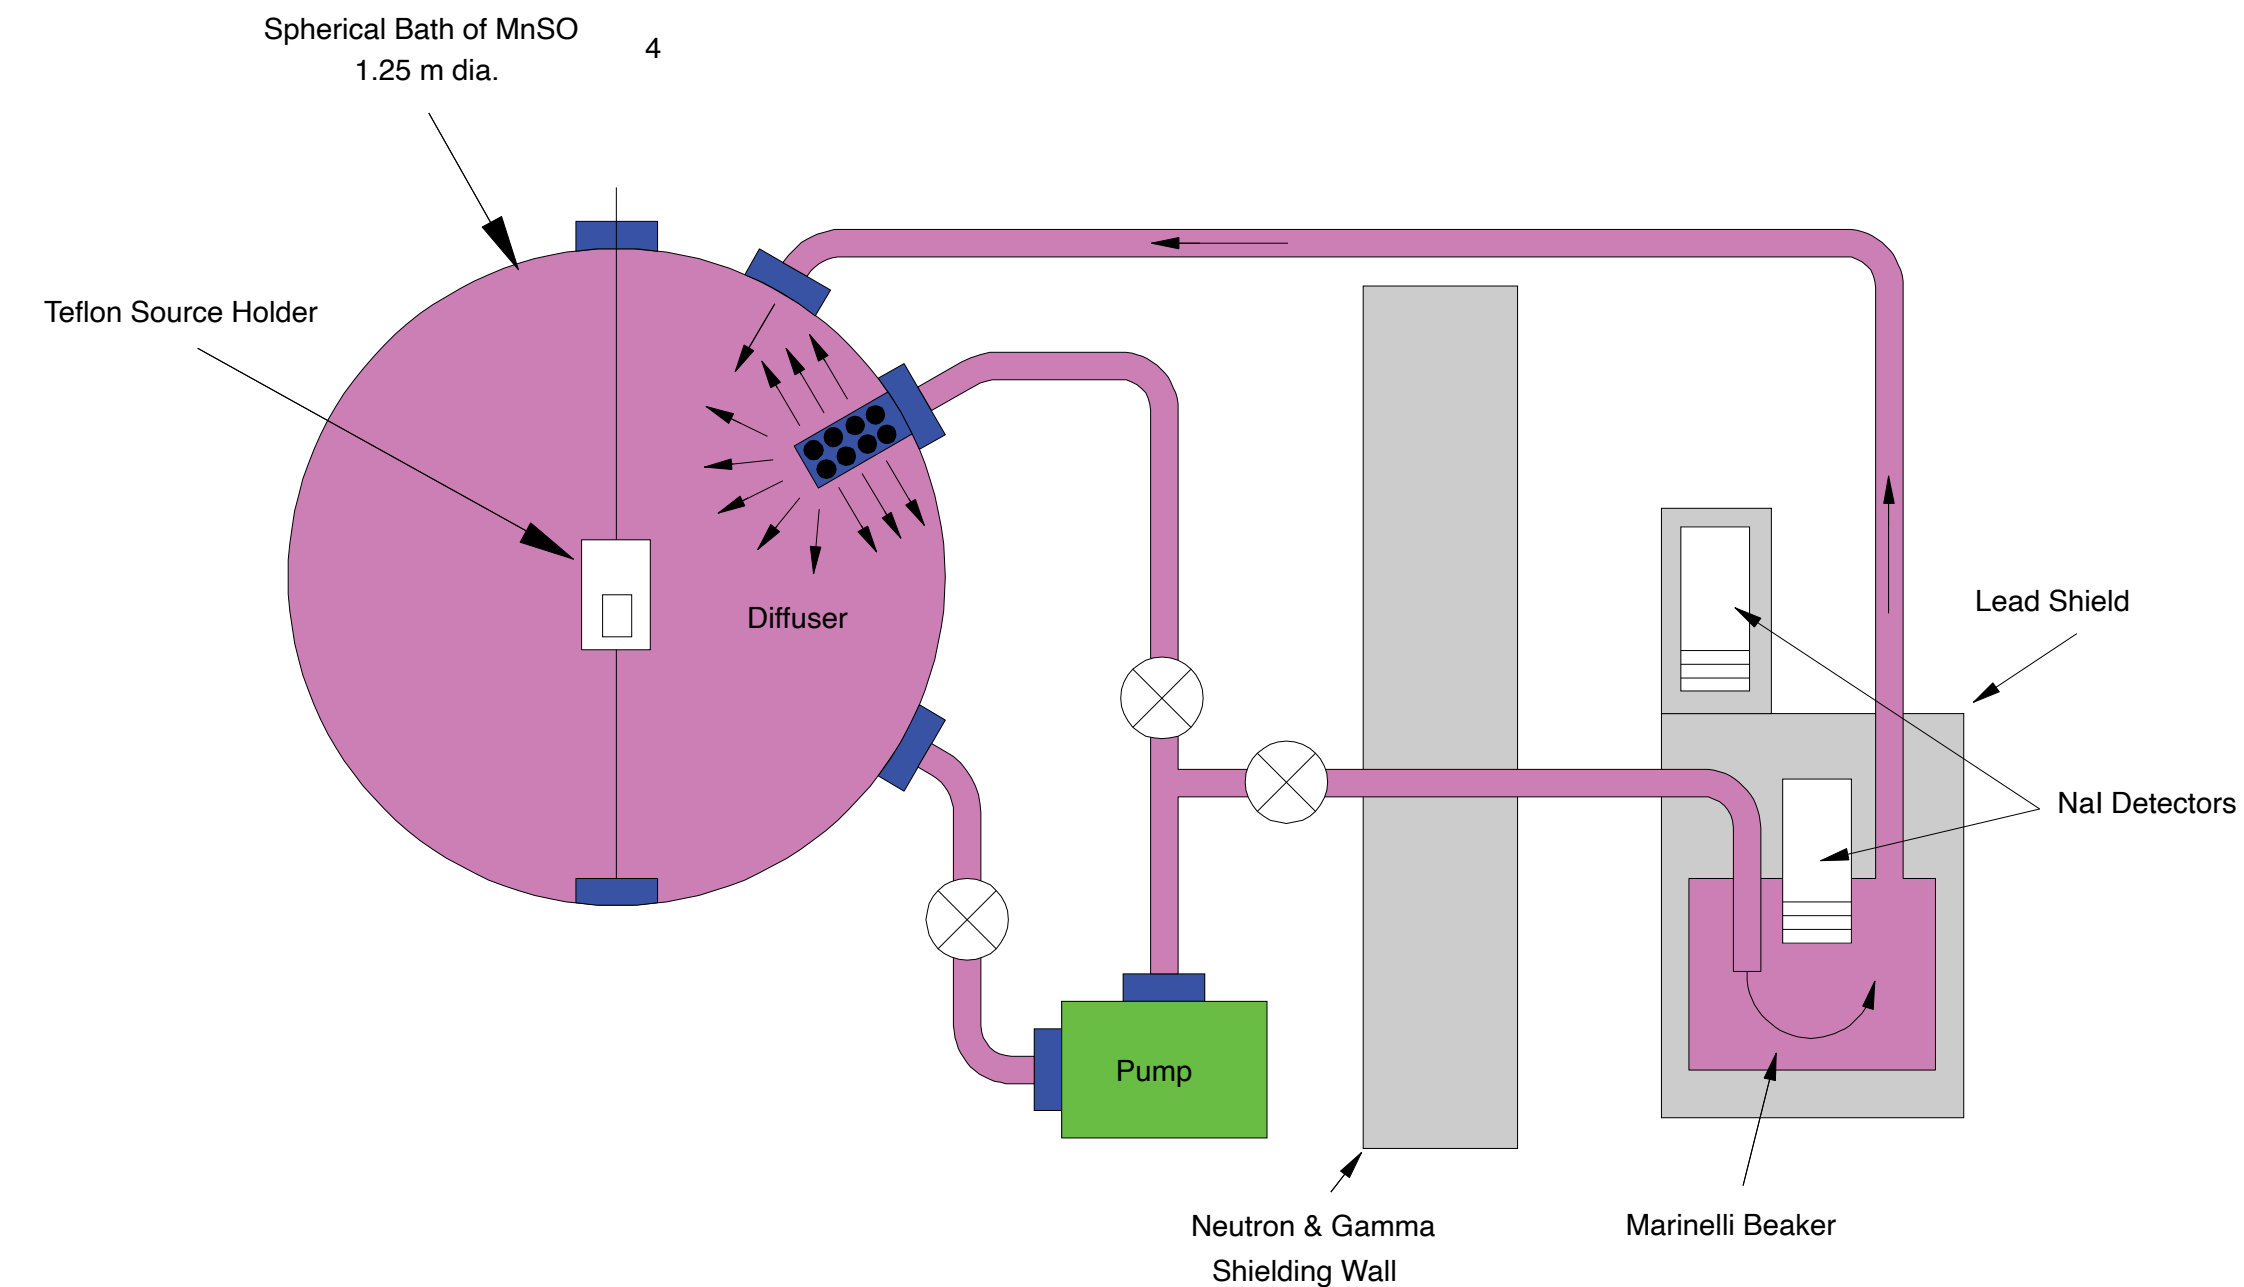 Spherical Bath of MnSO 4
1.25 m dia.
Teflon Source Holder
Diffuser
Lead Shield
NaI Detectors
Pump
Neutron & Gamma
Shielding Wall
Marinelli Beaker